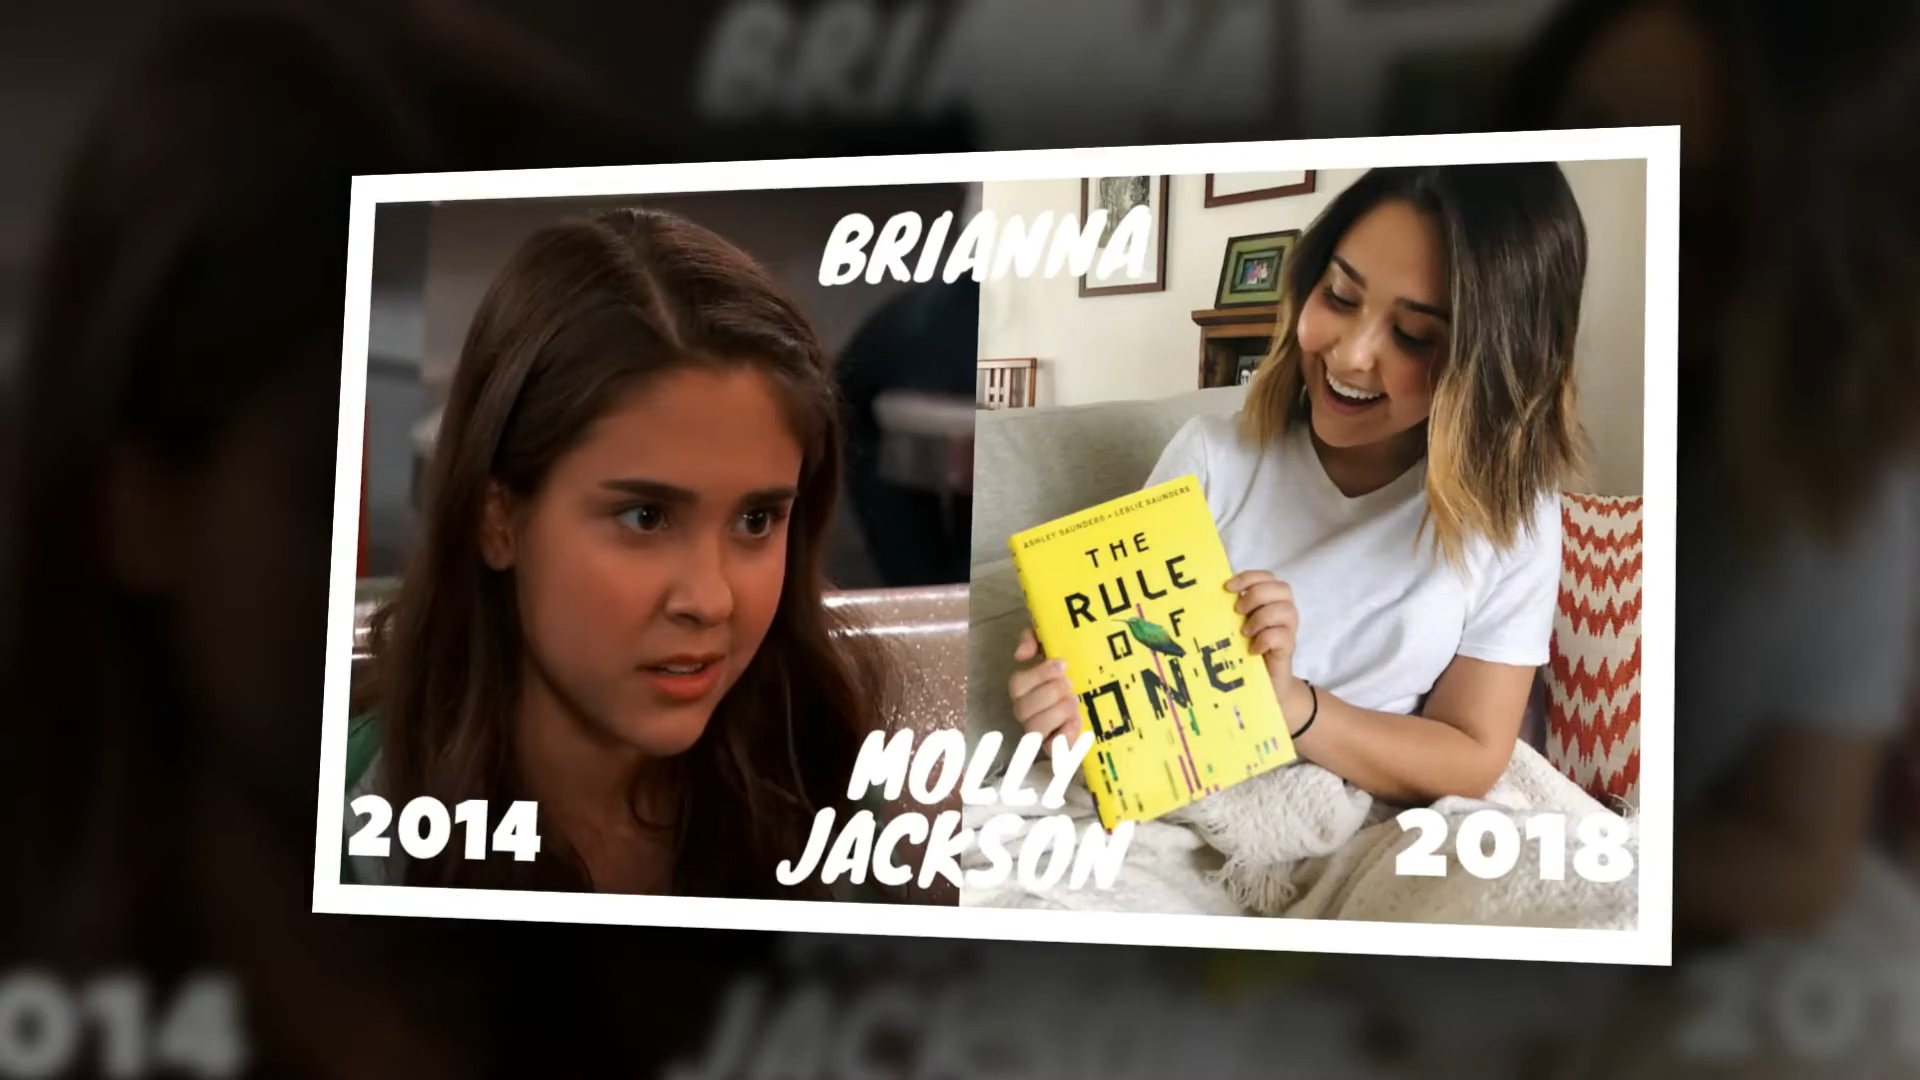 BRIANNA
ASHLEY SAUNDERS + LESLIE SAUNDERS
THE
RULE
OF
ONE
MOLLY
JACKSON
2014
2018